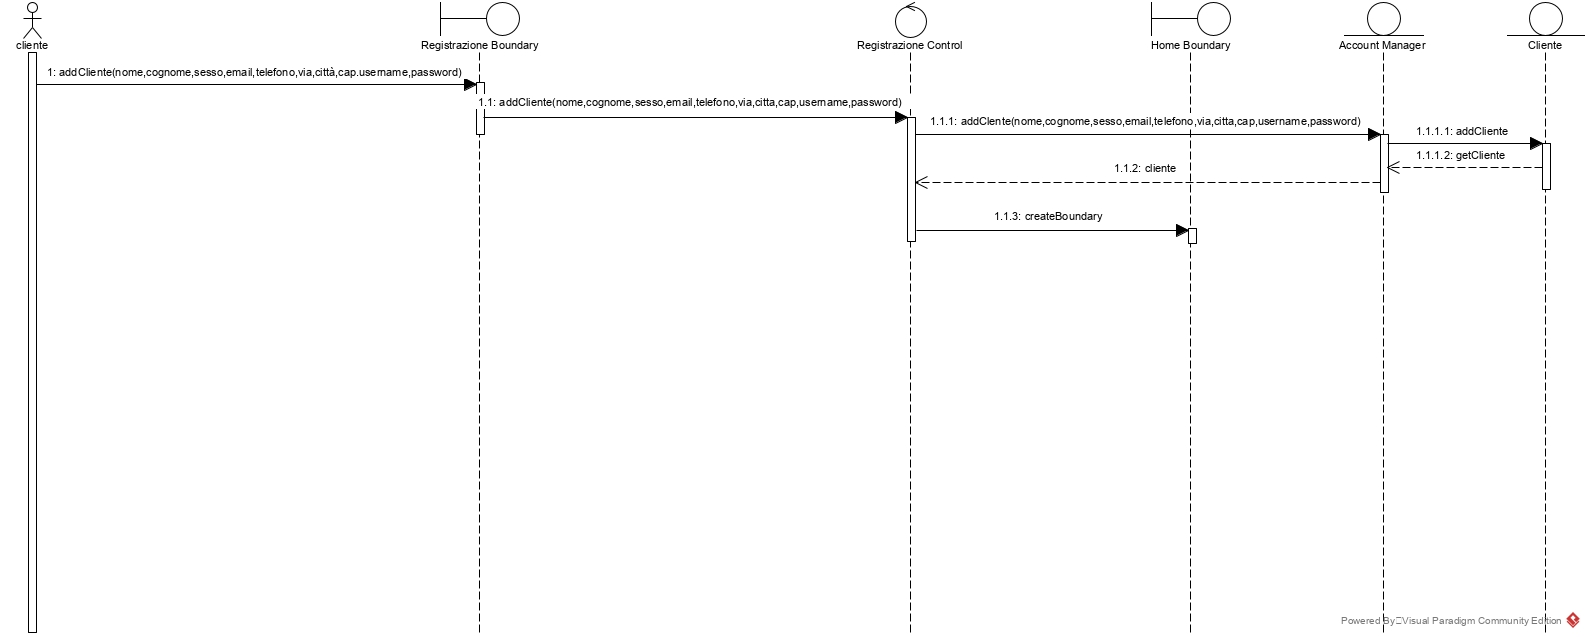 cliente
Registrazione Boundary
Registrazione Control
Home Boundary
Account Manager
Cliente
1: addCliente(nome,cognome,sesso,email,telefono,via,città,cap.username,password)
1.1: addCliente(nome,cognome,sesso,email,telefono,via,citta,cap,username,password)
1.1.1: addClente(nome,cognome,sesso,email,telefono,via,citta,cap,username,password)
1.1.1.1: addCliente
1.1.1.2: getCliente
1.1.2: cliente
1.1.3: createBoundary
Powered By Visual Paradigm Community Edition